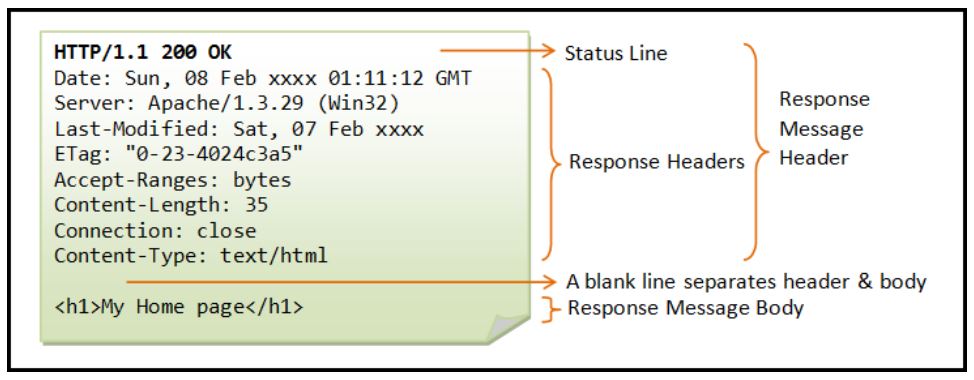 HTTP/1.1 200 OK
Date: Sun, 08 Feb xxxx 01:11:12 GMT
Server: Apache/1.3.29 (Win32)
Last-Modified: Sat, 07 Feb xxxx
ETag: "0-23-4024c3a5"
Accept-Ranges: bytes
Content-Length: 35
Connection: close
Content-Type: text/html
<h1>My Home page</h1>
Status Line
Response Headers
Response
Message
Header
A blank line separates header & body
Response Message Body